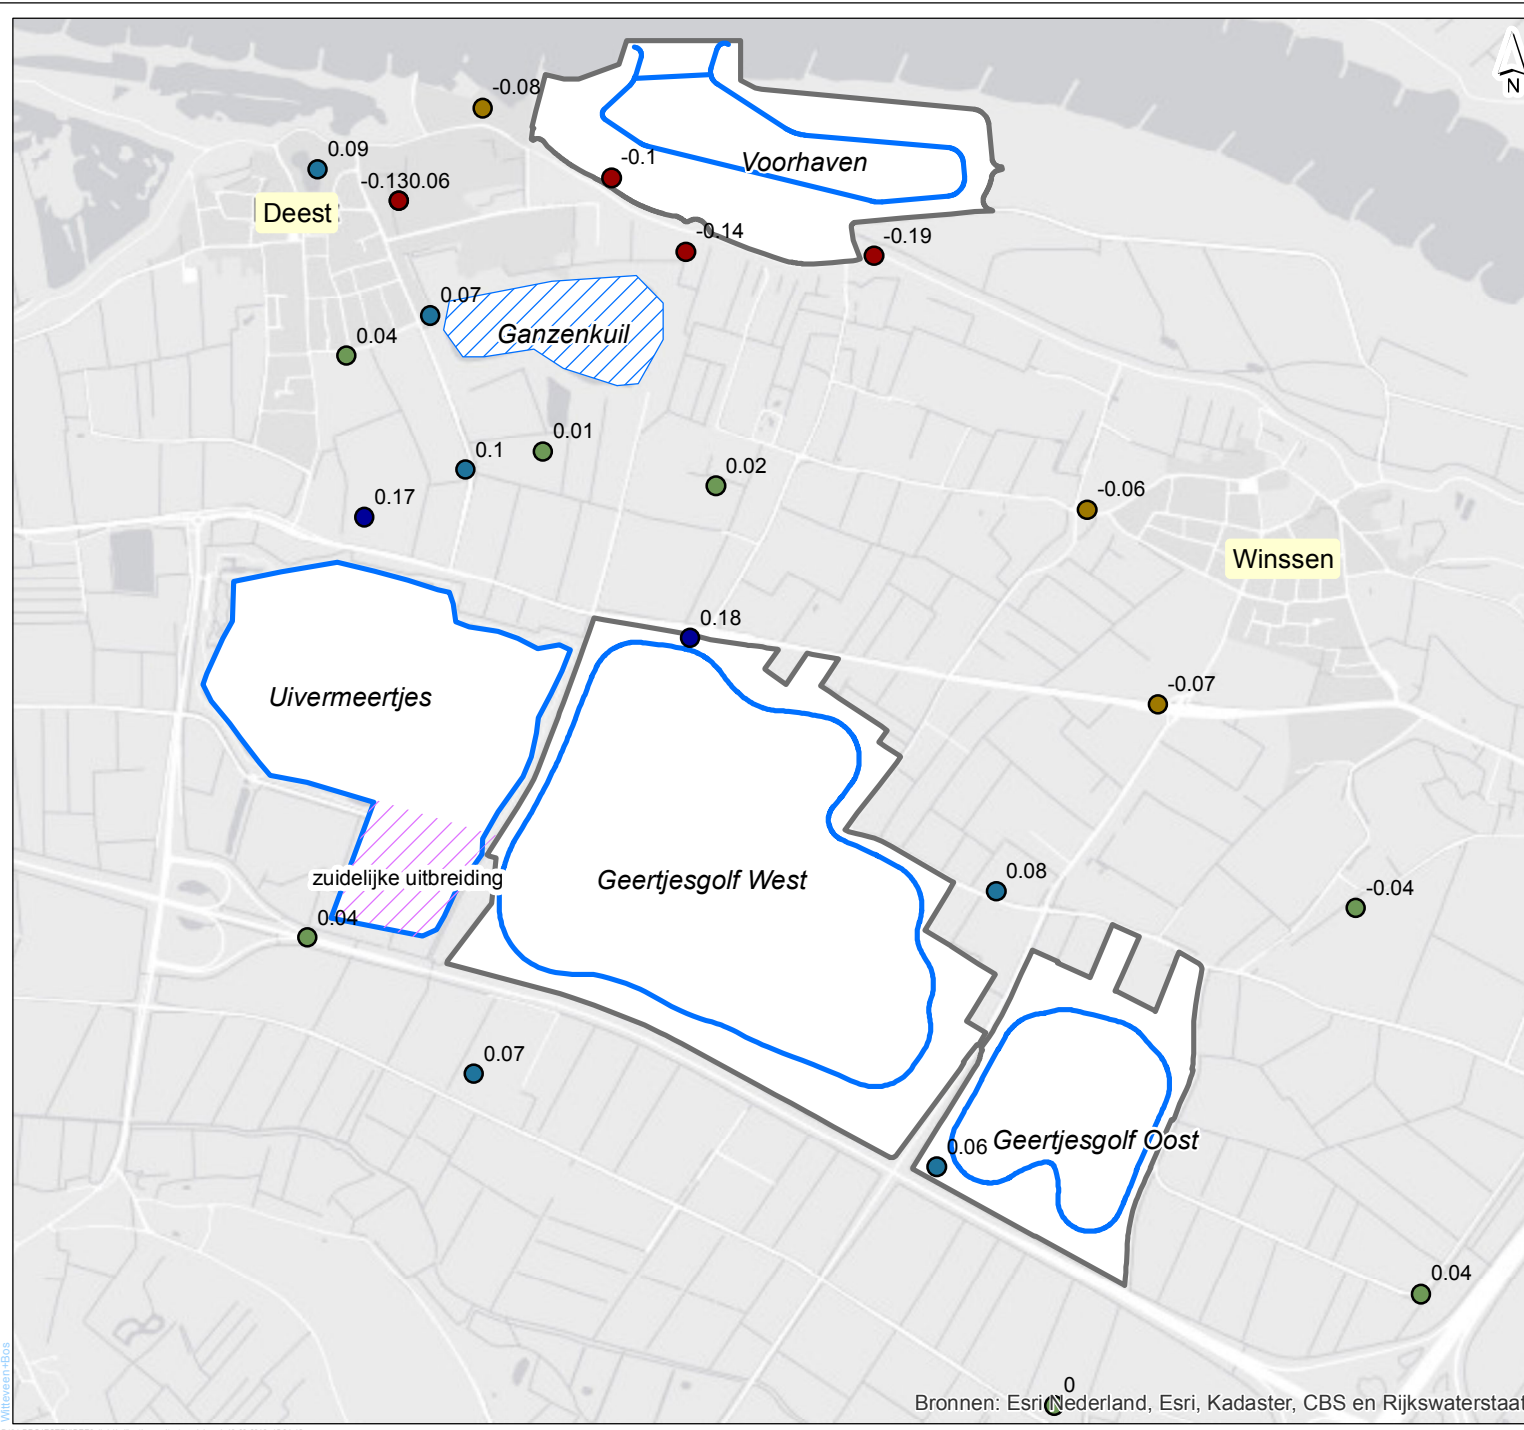 N
-0.08
0.09
-0.1
Voorhaven
-0.130.06
Deest
-0.14
-0.19
0.07
Ganzenkuil
0.04
0.01
0.1
0.02
0.17
-0.06
Winssen
0.18
-0.07
Uivermeertjes
zuidelijke uitbreiding
Geertjesgolf West
0.08
-0.04
0.04
0.07
0.06
Geertjesgolf Oost
0.04
0
Bronnen: Esri Nederland, Esri, Kadaster, CBS en Rijkswaterstaat
Witteveen+Bos